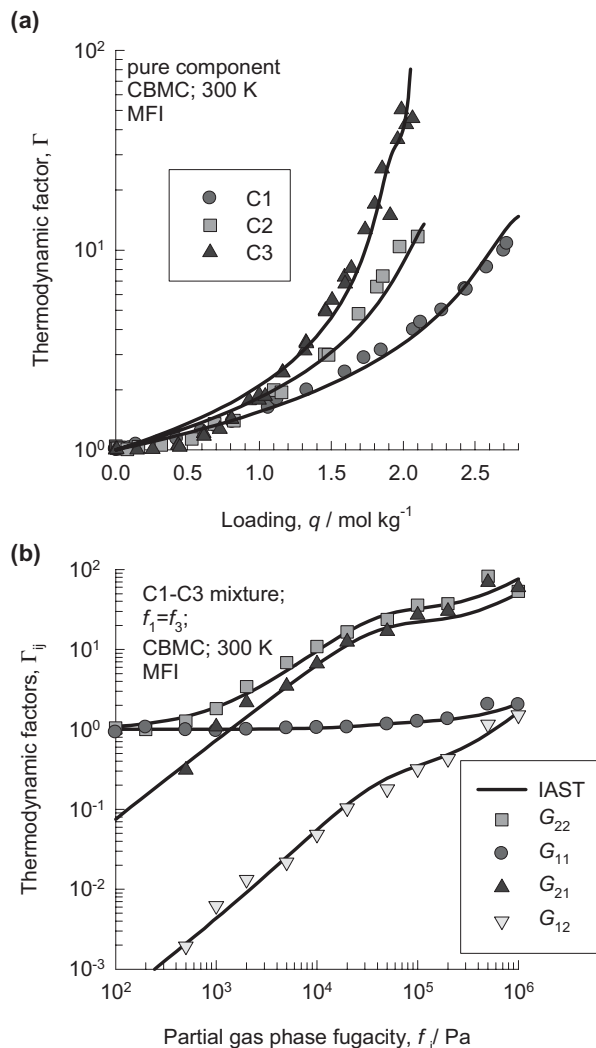 (a)
10²
pure component
CBMC; 300 K
MFI
C1
C2
C3
10¹
10⁰
Thermodynamic factor, Γ
0.0 0.5 1.0 1.5 2.0 2.5
Loading, q / mol kg⁻¹
(b)
10²
C1-C3 mixture;
f₁=f₃;
CBMC; 300 K
MFI
10¹
10⁰
10⁻¹
10⁻²
10⁻³
Thermodynamic factors, Γij
IAST
G₂₂
G₁₁
G₂₁
G₁₂
10² 10³ 10⁴ 10⁵ 10⁶
Partial gas phase fugacity, f i/ Pa